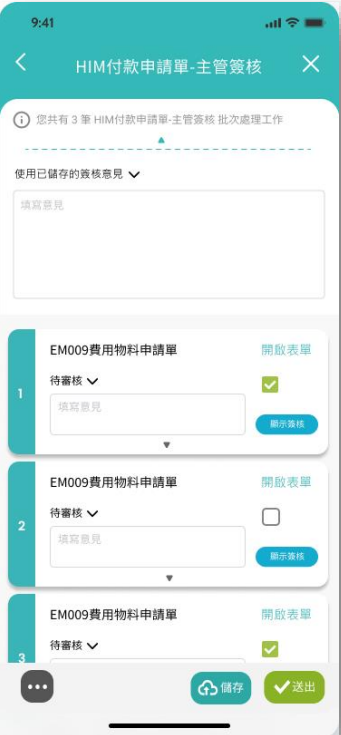 9:41
HIM付款申請單-主管簽核
您共有 3 筆 HIM付款申請單-主管簽核 批次處理工作
使用已儲存的簽核意見
填寫意見
EM009費用物料申請單 開啟表單
待審核
1
填寫意見
顯示簽核
EM009費用物料申請單 開啟表單
待審核
2
填寫意見
顯示簽核
EM009費用物料申請單 開啟表單
待審核
3
儲存 送出